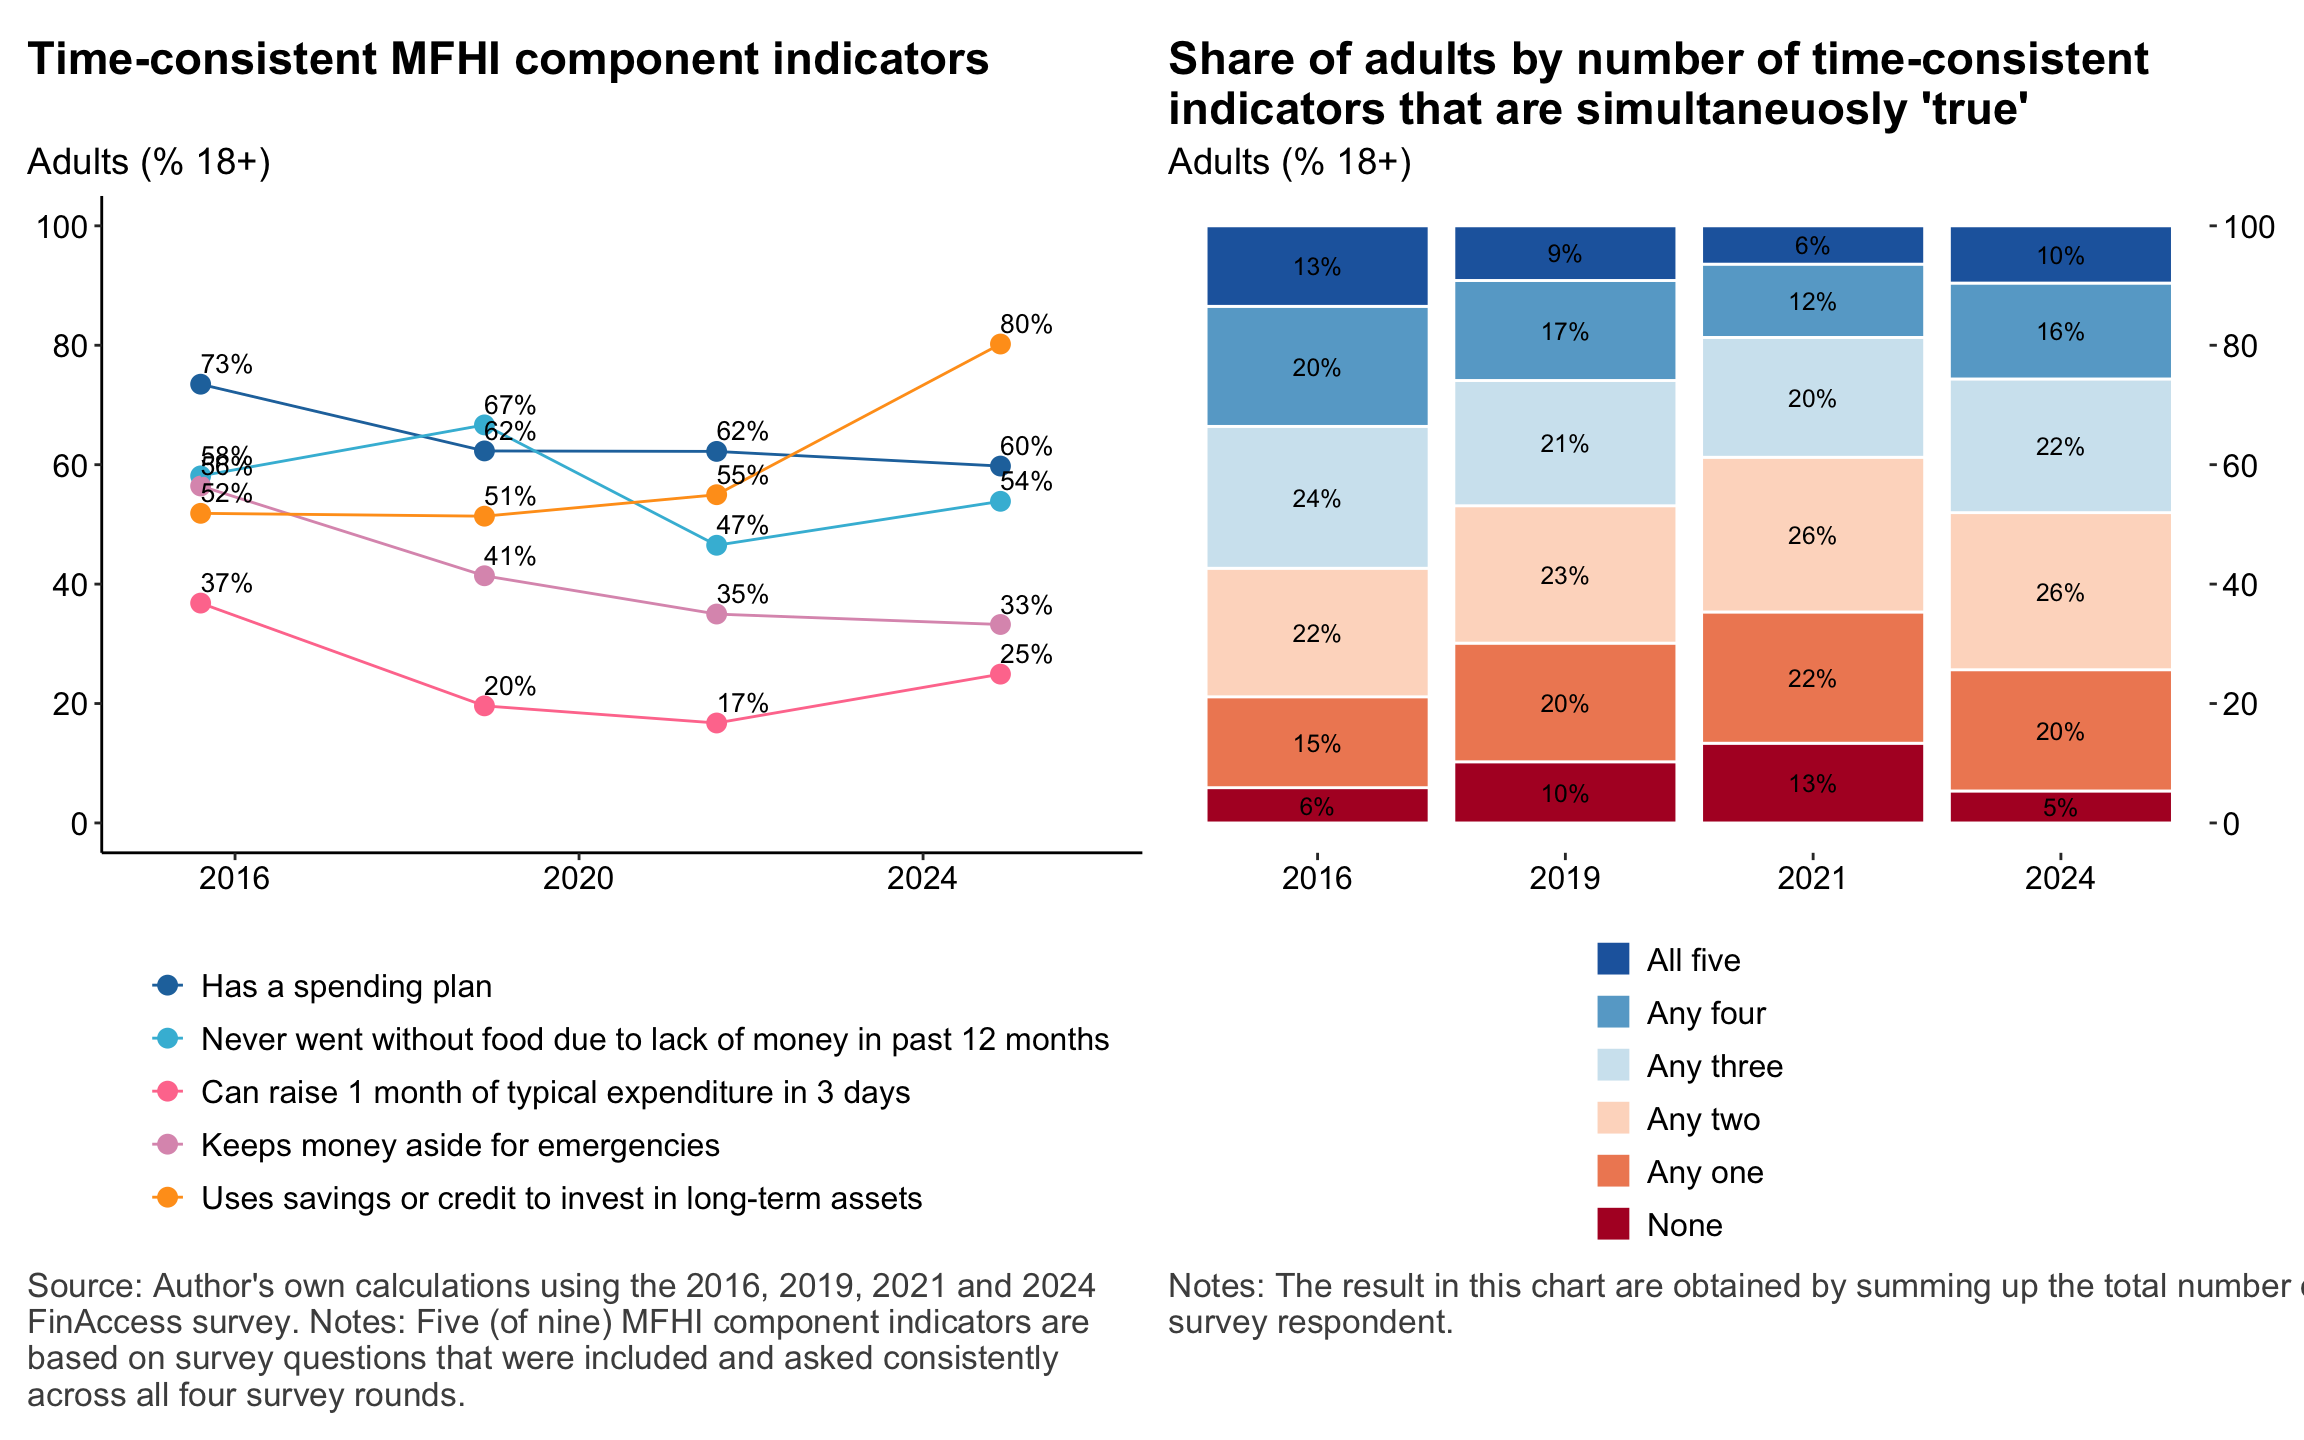 Time-consistent MFHI component indicators
Adults (% 18+)
100
80
60
40
20
0
73%
58%
56%
52%
37%
67%
62%
51%
41%
20%
62%
55%
47%
35%
17%
80%
60%
54%
33%
25%
2016 2020 2024
Has a spending plan
Never went without food due to lack of money in past 12 months
Can raise 1 month of typical expenditure in 3 days
Keeps money aside for emergencies
Uses savings or credit to invest in long-term assets
Source: Author's own calculations using the 2016, 2019, 2021 and 2024
FinAccess survey. Notes: Five (of nine) MFHI component indicators are
based on survey questions that were included and asked consistently
across all four survey rounds.
Share of adults by number of time-consistent
indicators that are simultaneuosly 'true'
Adults (% 18+)
13%
20%
24%
22%
15%
6%
9%
17%
21%
23%
20%
10%
6%
12%
20%
26%
22%
13%
10%
16%
22%
26%
20%
5%
100
80
60
40
20
0
2016 2019 2021 2024
All five
Any four
Any three
Any two
Any one
None
Notes: The result in this chart are obtained by summing up the total number
survey respondent.